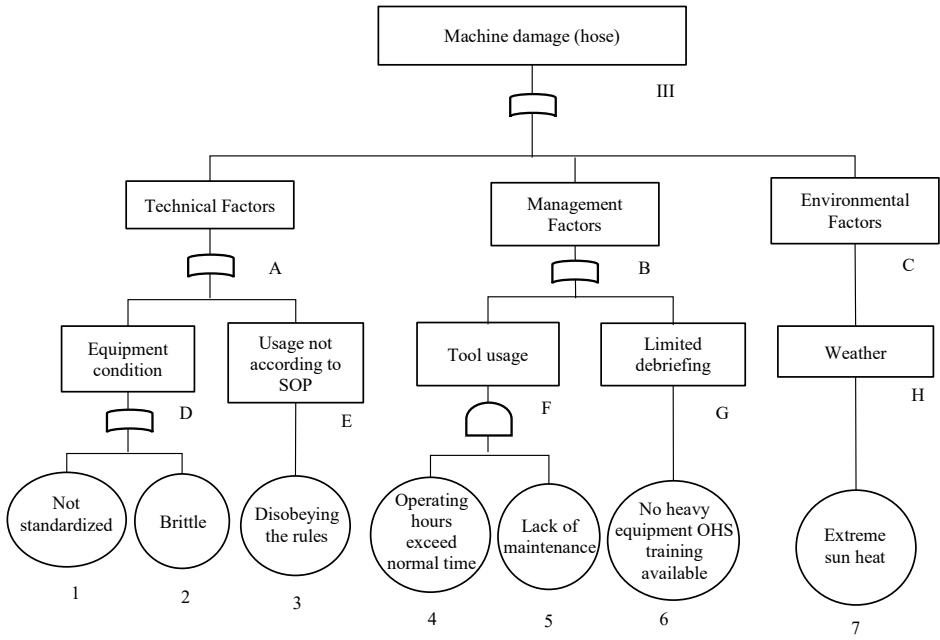 Machine damage (hose)
III
Technical Factors
Management
Factors
Environmental
Factors
A
B
C
Equipment
condition
Usage not
according to
SOP
Tool usage
Limited
debriefing
Weather
D
E
F
G
H
Not
standardized
Brittle
Disobeying
the rules
Operating
hours
exceed
normal time
Lack of
maintenance
No heavy
equipment OHS
training
available
Extreme
sun heat
1
2
3
4
5
6
7